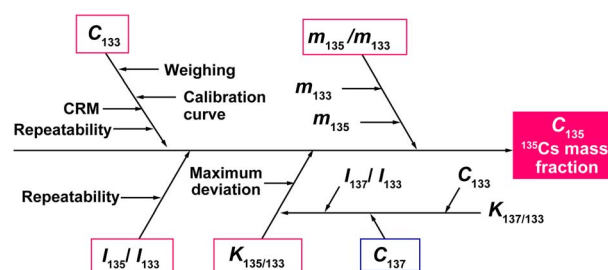 C133
m135/m133
Weighing
Calibration
curve
CRM
Repeatability
m133
m135
C135
135Cs mass
fraction
Repeatability
Maximum
deviation
I137/ I133
C133
K137/133
I135/ I133
K135/133
C137